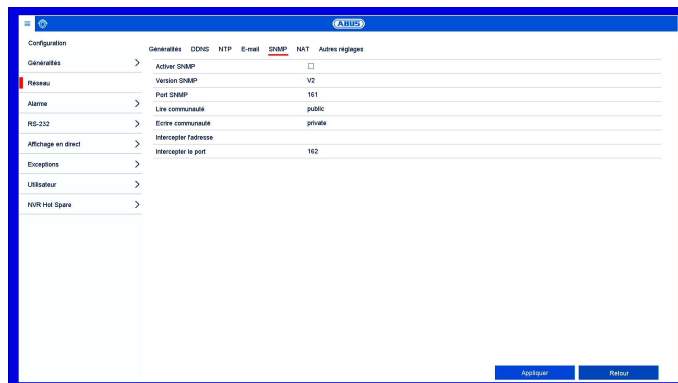 ABUS
Configuration
Généralités
Réseau
Alarme
RS-232
Affichage en direct
Exceptions
Utilisateur
NVR Hot Spare
Généralités DDNS NTP E-mail SNMP NAT Autres réglages
Activer SNMP
Version SNMP V2
Port SNMP 161
Lire communauté public
Ecrire communauté private
Intercepter l'adresse
Intercepter le port 162
Appliquer Retour